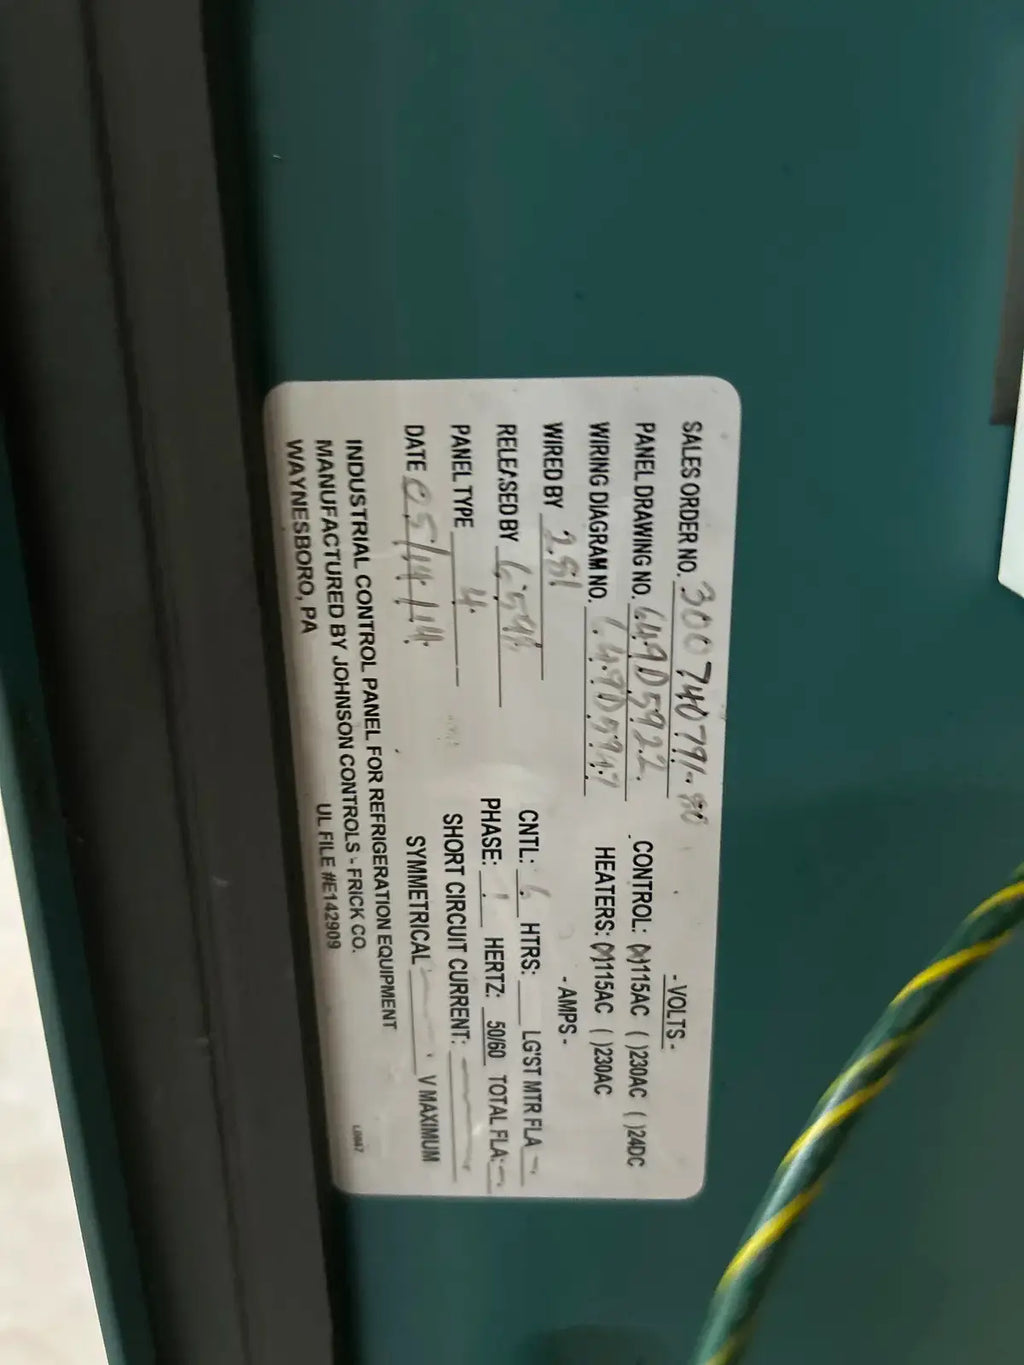 SALES ORDER NO. 300740791-80
PANEL DRAWING NO. 649D5922
WIRING DIAGRAM NO. 649D59
WIRED BY 281
RELEASED BY
PANEL TYPE 4
DATE 05/14/14
- VOLTS -
CONTROL: (X)115AC ( )230AC ( )24DC
HEATERS: (X)115AC ( )230AC
- AMPS -
CNTL: 6 HTRS: LG'ST MTR FLA -
PHASE: 1 HERTZ: 50/60 TOTAL FLA: -
SHORT CIRCUIT CURRENT: -
SYMMETRICAL - V MAXIMUM
INDUSTRIAL CONTROL PANEL FOR REFRIGERATION EQUIPMENT
MANUFACTURED BY JOHNSON CONTROLS - FRICK CO.
WAYNESBORO, PA UL FILE #E142909